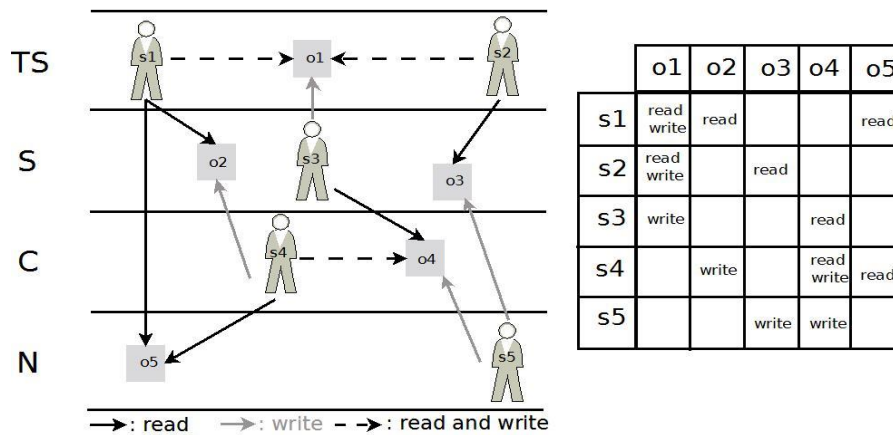 TS
s1
o1
s2
S
o2
s3
o3
C
s4
o4
N
o5
s5
: read
: write
: read and write
o1 o2 o3 o4 o5
s1 read write read read
s2 read write read
s3 write read
s4 write read write read
s5 write write